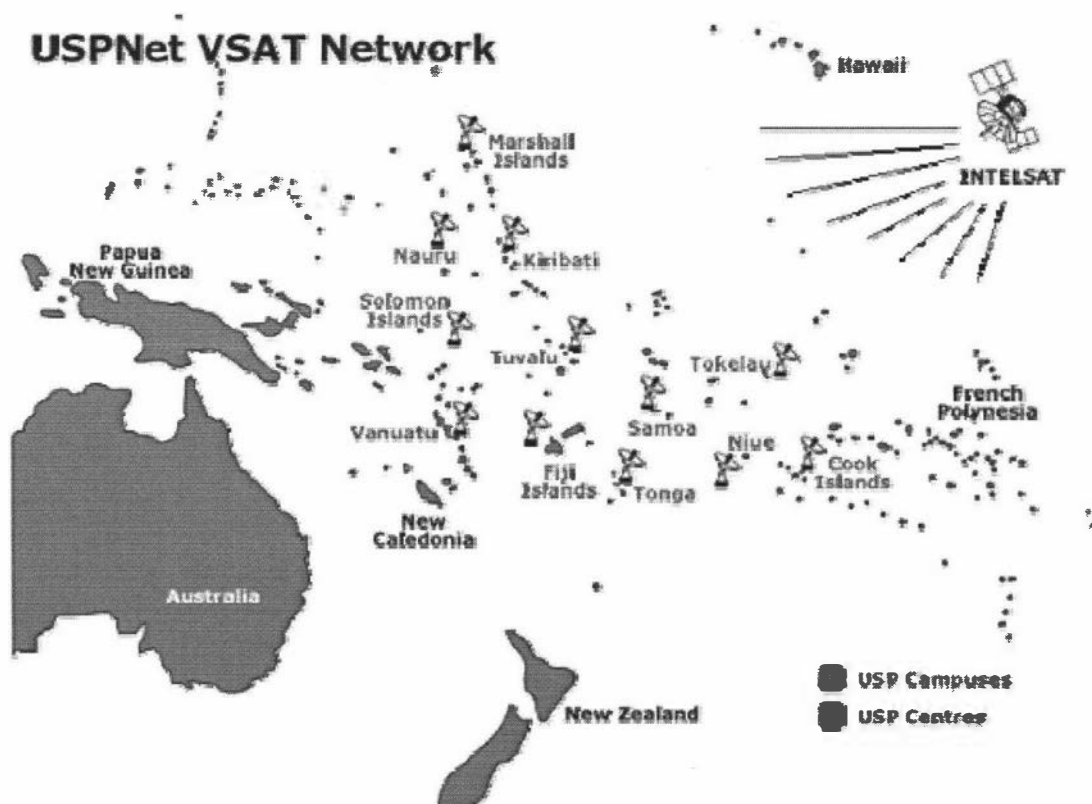 USPNet VSAT Network
Hawaii
INTELSAT
Marshall
Islands
Nauru
Kiribati
Papua
New Guinea
Solomon
Islands
Tuvalu
Tokelau
French
Polynesia
Vanuatu
Samoa
Niue
Fiji
Islands
Tonga
Cook
Islands
New
Caledonia
Australia
New Zealand
USP Campuses
USP Centres